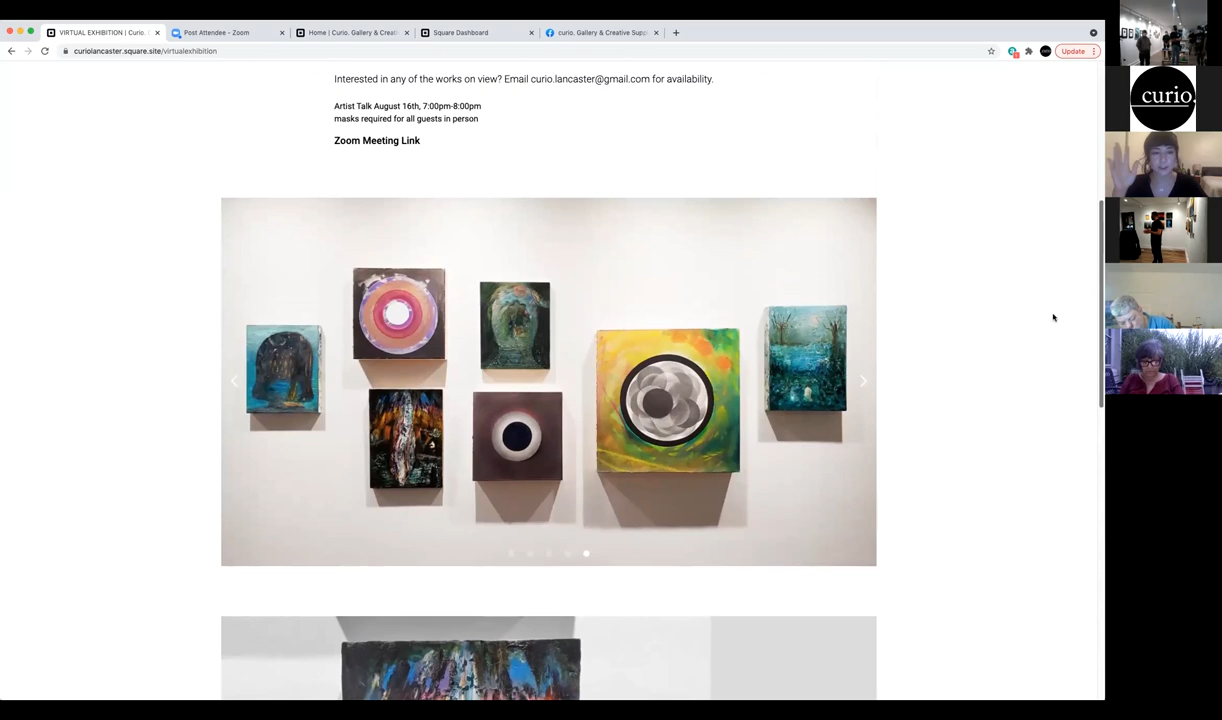 VIRTUAL EXHIBITION | Curio.
Post Attendee - Zoom
Home | Curio. Gallery & Creati
Square Dashboard
curio. Gallery & Creative Supp
curiolancaster.square.site/virtualexhibition
Update
Interested in any of the works on view? Email curio.lancaster@gmail.com for availability.
Artist Talk August 16th, 7:00pm-8:00pm
masks required for all guests in person
Zoom Meeting Link
curio.